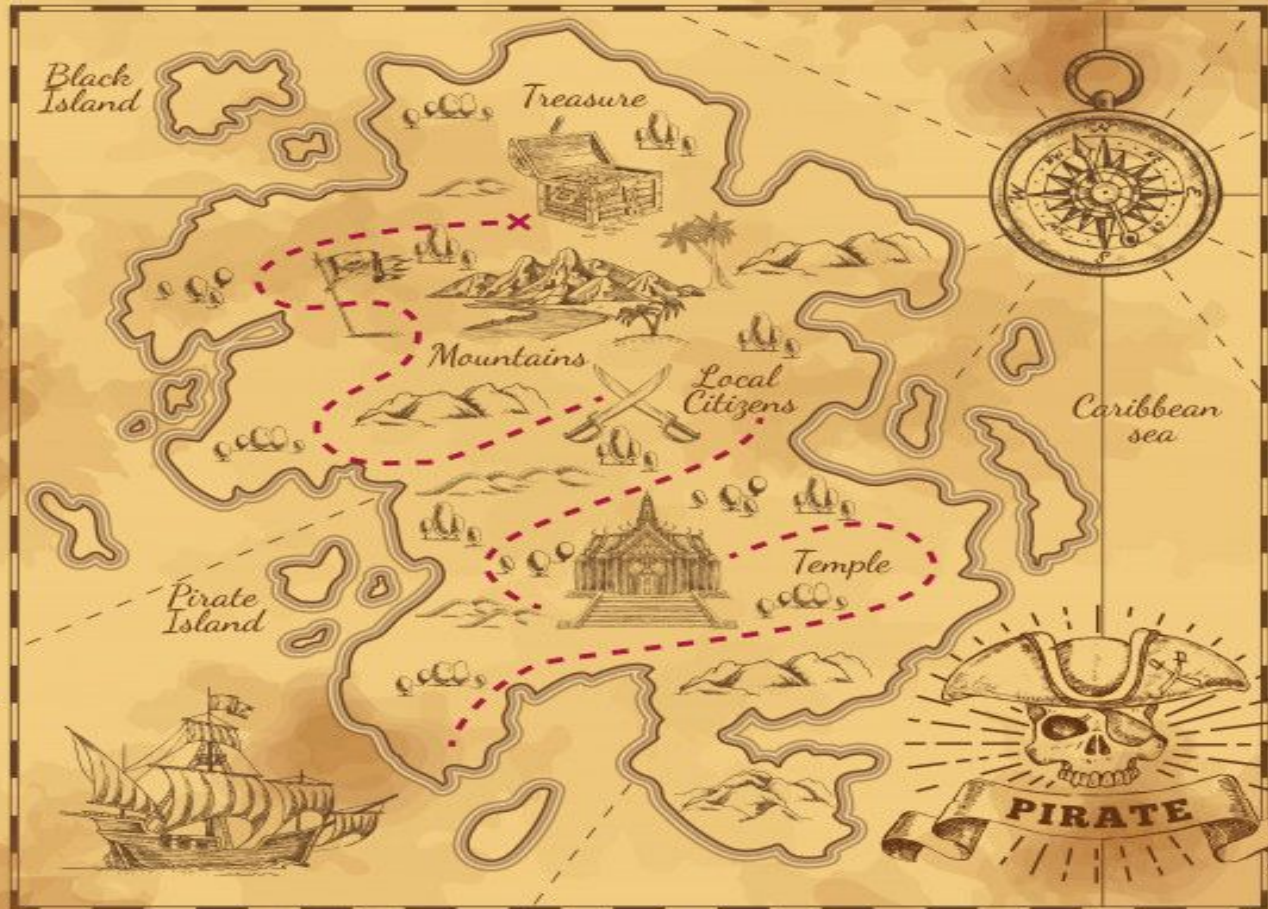 Black
Island
Treasure
Mountains
Local
Citizens
Caribbean
sea
Temple
Pirate
Island
PIRATE